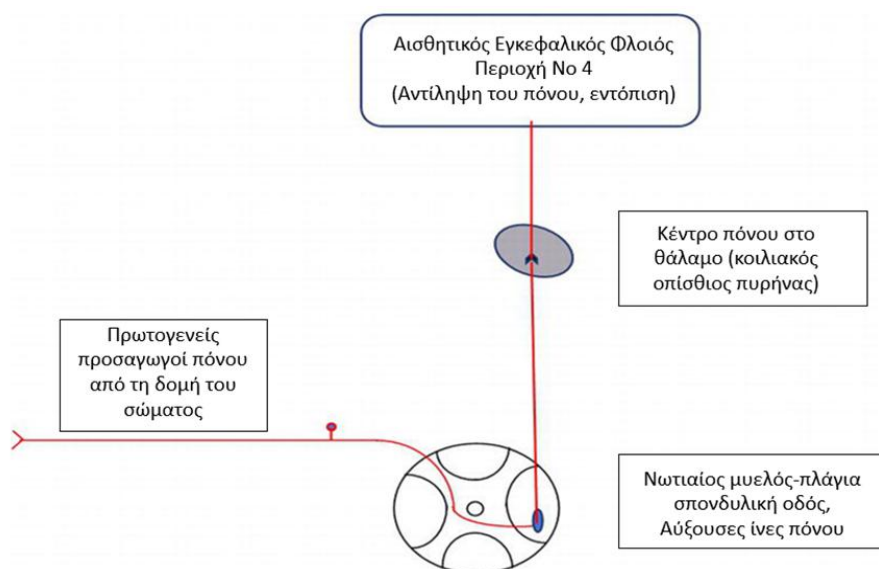 Αισθητικός Εγκεφαλικός Φλοιός
Περιοχή Νο 4
(Αντίληψη του πόνου, εντόπιση)
Κέντρο πόνου στο
θάλαμο (κοιλιακός
οπίσθιος πυρήνας)
Πρωτογενείς
προσαγωγοί πόνου
από τη δομή του
σώματος
Νωτιαίος μυελός-πλάγια
σπονδυλική οδός,
Αύξουσες ίνες πόνου